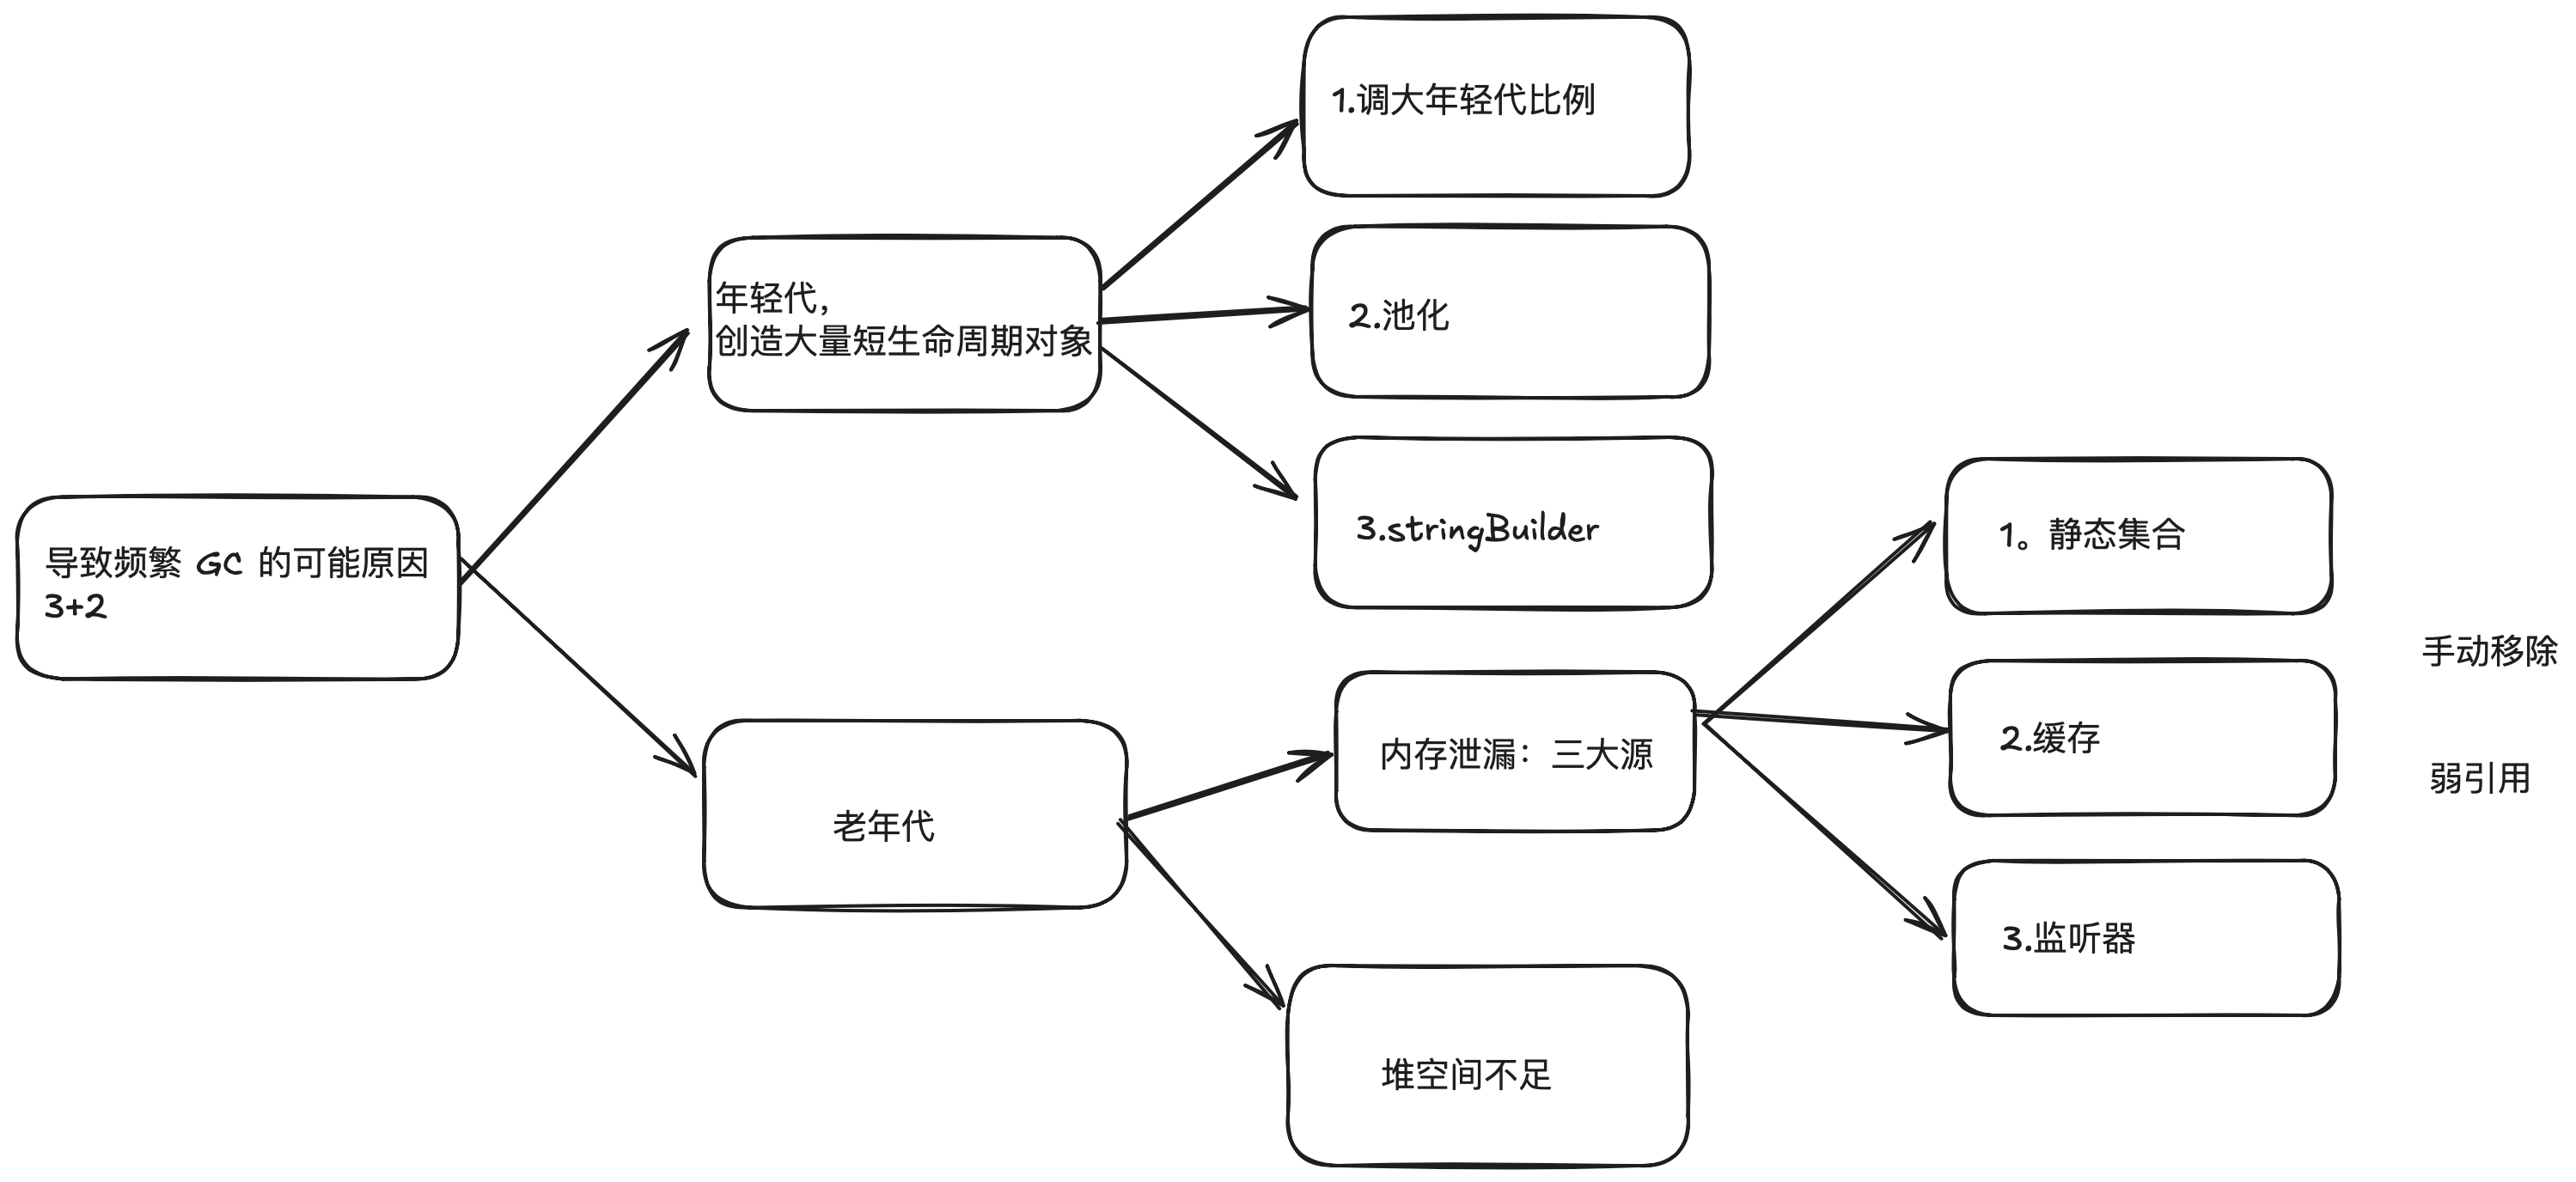 1.调大年轻代比例
年轻代，
创造大量短生命周期对象
2.池化
3.stringBuilder
导致频繁 GC 的可能原因
3+2
1。静态集合
手动移除
2.缓存
内存泄漏：三大源
弱引用
老年代
3.监听器
堆空间不足